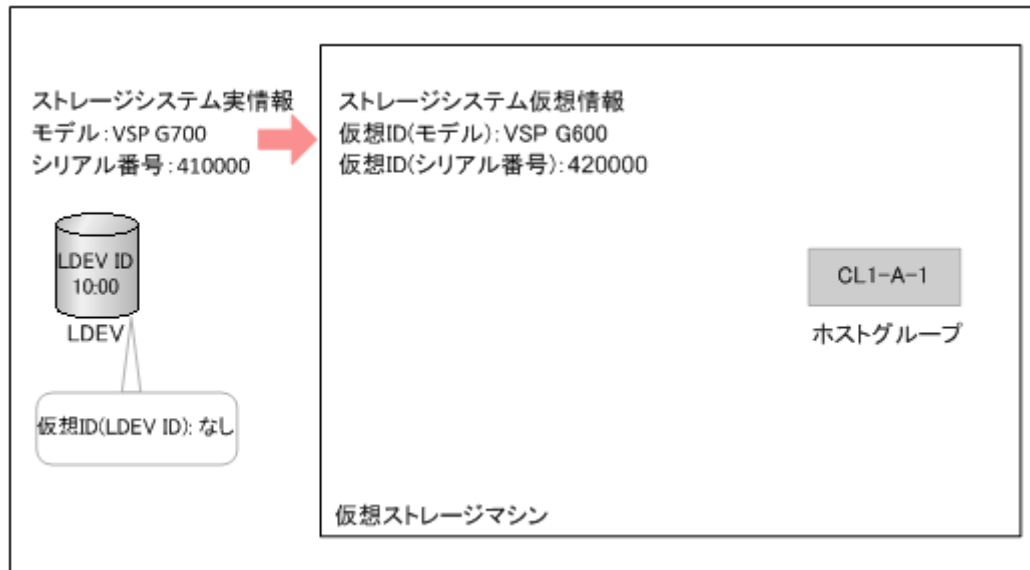 ストレージシステム実情報
モデル:VSP G700
シリアル番号:410000
LDEV ID
10:00
LDEV
仮想ID(LDEV ID): なし
ストレージシステム仮想情報
仮想ID(モデル):VSP G600
仮想ID(シリアル番号):420000
CL1-A-1
ホストグループ
仮想ストレージマシン